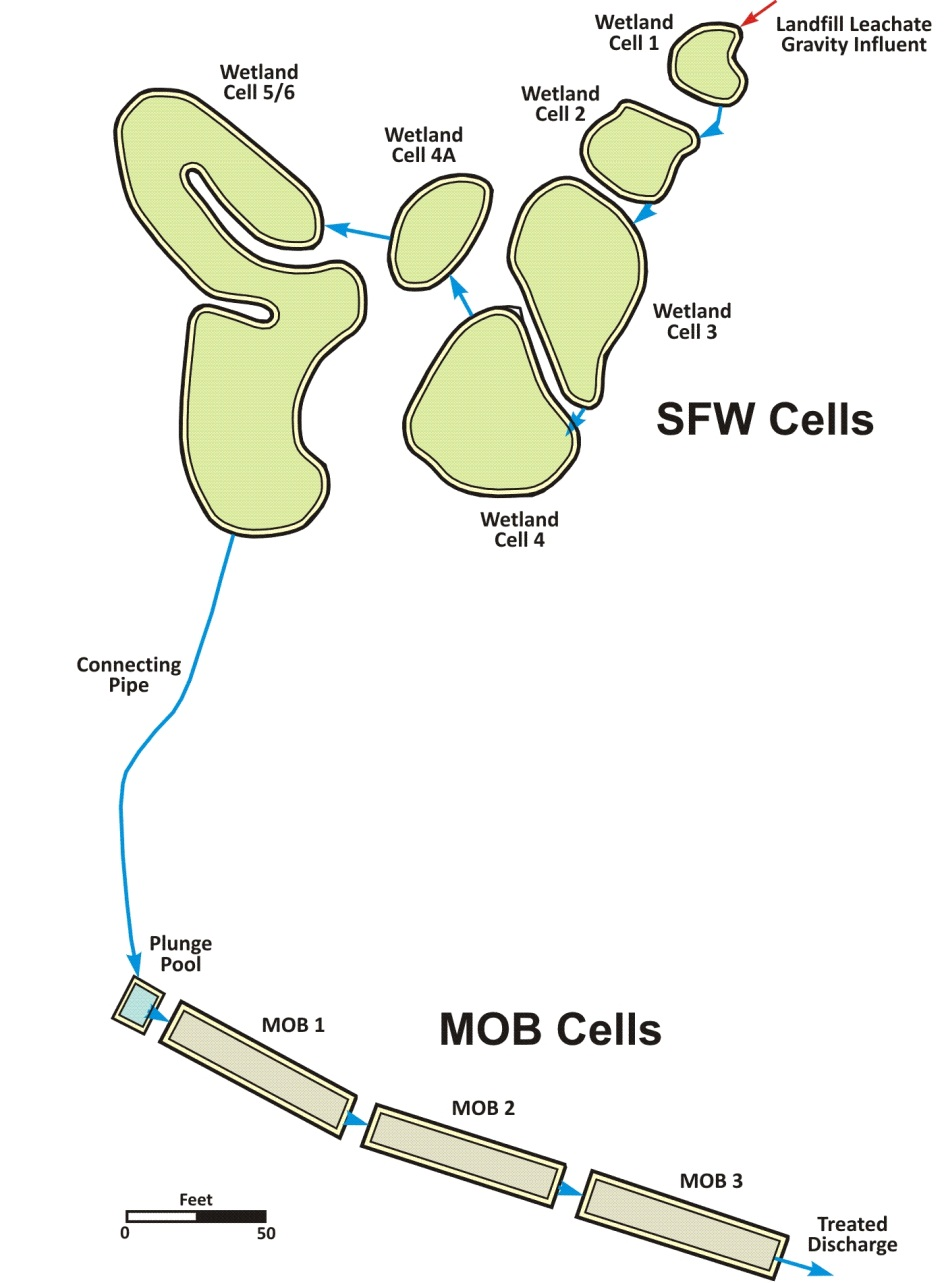 Wetland
Cell 1
Landfill Leachate
Gravity Influent
Wetland
Cell 5/6
Wetland
Cell 2
Wetland
Cell 4A
Wetland
Cell 3
SFW Cells
Wetland
Cell 4
Connecting
Pipe
Plunge
Pool
MOB 1
MOB Cells
MOB 2
MOB 3
Feet
0
50
Treated
Discharge